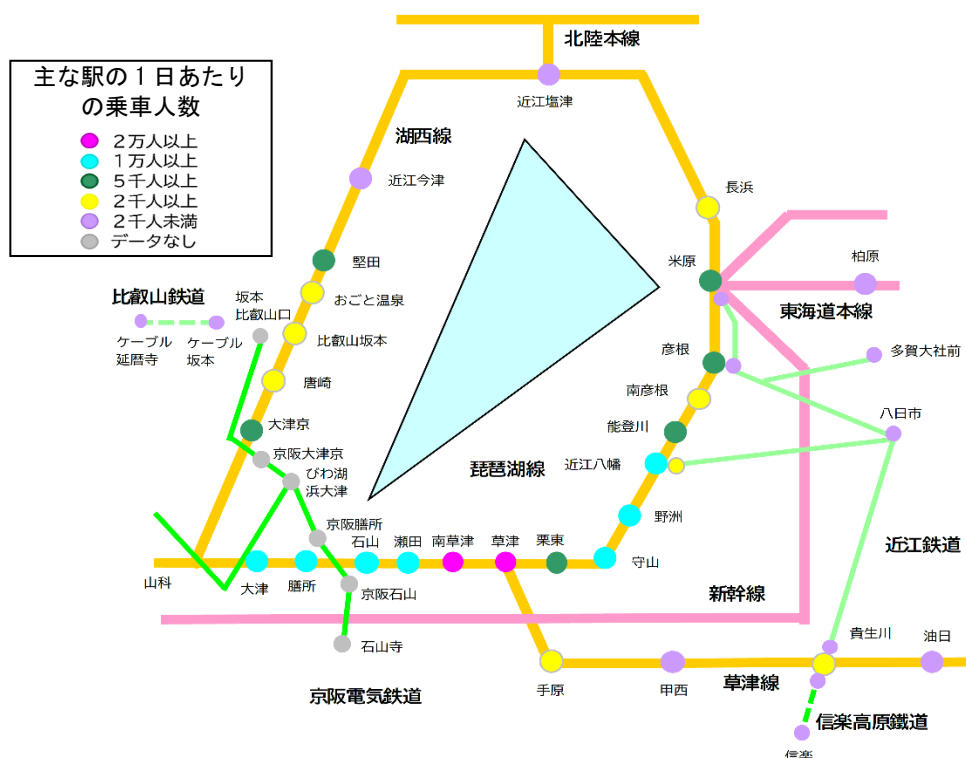 北陸本線
主な駅の１日あたり
の乗車人数
２万人以上
１万人以上
５千人以上
２千人以上
２千人未満
データなし
近江塩津
湖西線
近江今津
長浜
米原
柏原
東海道本線
堅田
おごと温泉
比叡山鉄道
坂本
比叡山口
ケーブル
延暦寺
ケーブル
坂本
比叡山坂本
唐崎
大津京
京阪大津京
びわ湖
浜大津
彦根
多賀大社前
南彦根
八日市
能登川
琵琶湖線
近江八幡
野洲
近江鉄道
京阪膳所
石山
瀬田
南草津
草津
栗東
守山
山科
大津
膳所
京阪石山
新幹線
石山寺
京阪電気鉄道
手原
甲西
草津線
貴生川
油日
信楽高原鐵道
信楽